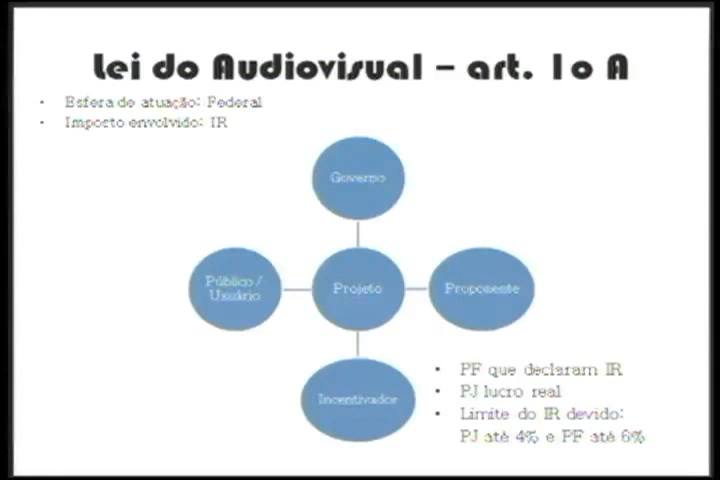 Lei do Audiovisual – art. 1o A
• Esfera de atuação: Federal
• Imposto envolvido: IR
Governo
Público /
Usuário
Projeto
Proponente
Incentivador
• PF que declaram IR
• PJ lucro real
• Limite do IR devido:
PJ até 4% e PF até 6%